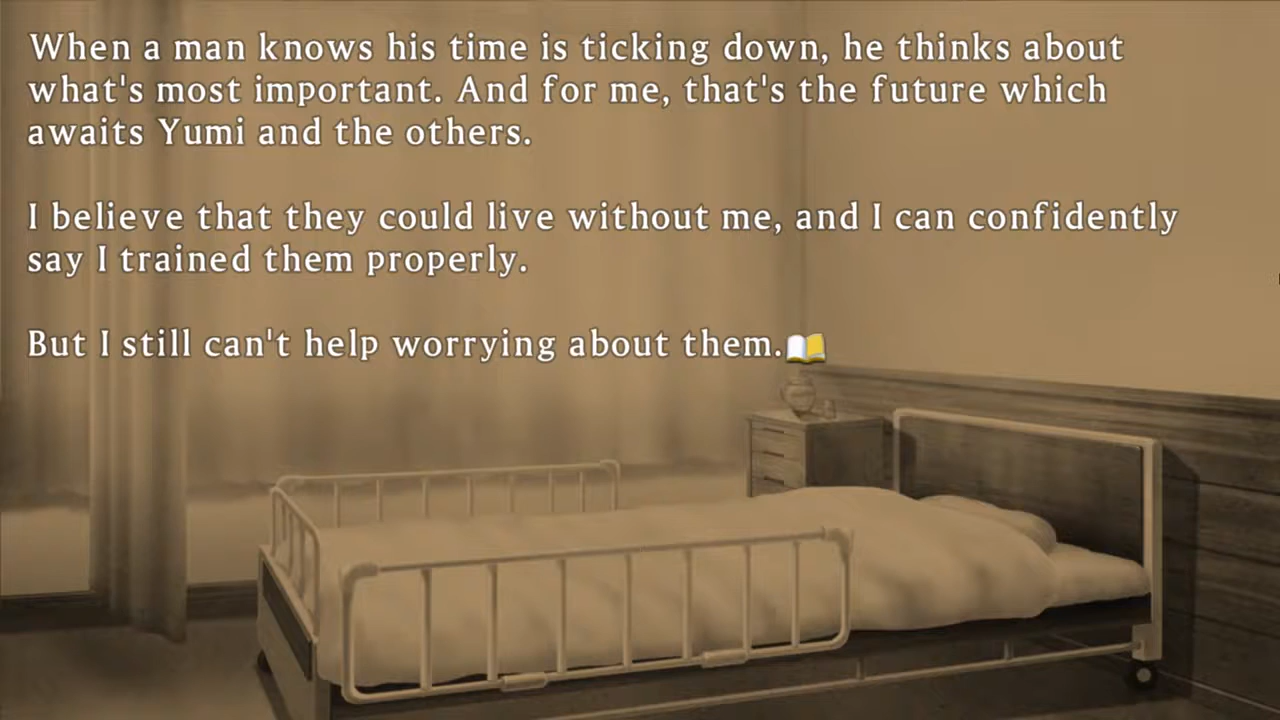 When a man knows his time is ticking down, he thinks about
what's most important. And for me, that's the future which
awaits Yumi and the others.
I believe that they could live without me, and I can confidently
say I trained them properly.
But I still can't help worrying about them.